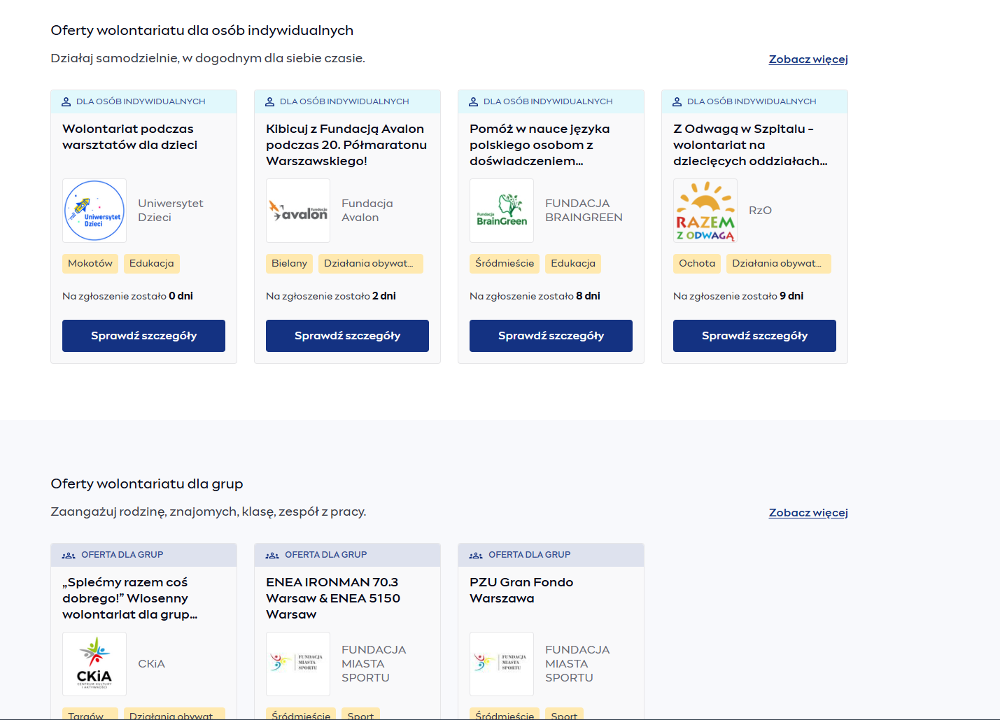 Oferty wolontariatu dla osób indywidualnych
Działaj samodzielnie, w dogodnym dla siebie czasie.
Zobacz więcej
DLA OSÓB INDYWIDUALNYCH
Wolontariat podczas
warsztatów dla dzieci
Uniwersytet
Dzieci
Uniwersytet
Dzieci
Mokotów
Edukacja
Na zgłoszenie zostało 0 dni
Sprawdź szczegóły
DLA OSÓB INDYWIDUALNYCH
Kibicuj z Fundacją Avalon
podczas 20. Półmaratonu
Warszawskiego!
fundacja
avalon
Fundacja
Avalon
Bielany
Działania obywat...
Na zgłoszenie zostało 2 dni
Sprawdź szczegóły
DLA OSÓB INDYWIDUALNYCH
Pomóż w nauce języka
polskiego osobom z
doświadczeniem...
Fundacja
BrainGreen
FUNDACJA
BRAINGREEN
Śródmieście
Edukacja
Na zgłoszenie zostało 8 dni
Sprawdź szczegóły
DLA OSÓB INDYWIDUALNYCH
Z Odwagą w Szpitalu -
wolontariat na
dziecięcych oddziałach...
RAZEM
Z ODWAGĄ
RzO
Ochota
Działania obywat...
Na zgłoszenie zostało 9 dni
Sprawdź szczegóły
Oferty wolontariatu dla grup
Zaangażuj rodzinę, znajomych, klasę, zespół z pracy.
Zobacz więcej
OFERTA DLA GRUP
„Splećmy razem coś
dobrego!” Wiosenny
wolontariat dla grup...
CKiA
CENTRUM KULTURY
I AKTYWNOŚCI
CKiA
Targów...
Działania obywat...
OFERTA DLA GRUP
ENEA IRONMAN 70.3
Warsaw & ENEA 5150
Warsaw
FUNDACJA
MIASTA
SPORTU
FUNDACJA
MIASTA
SPORTU
Śródmieście
Sport
OFERTA DLA GRUP
PZU Gran Fondo
Warszawa
FUNDACJA
MIASTA
SPORTU
FUNDACJA
MIASTA
SPORTU
Śródmieście
Sport